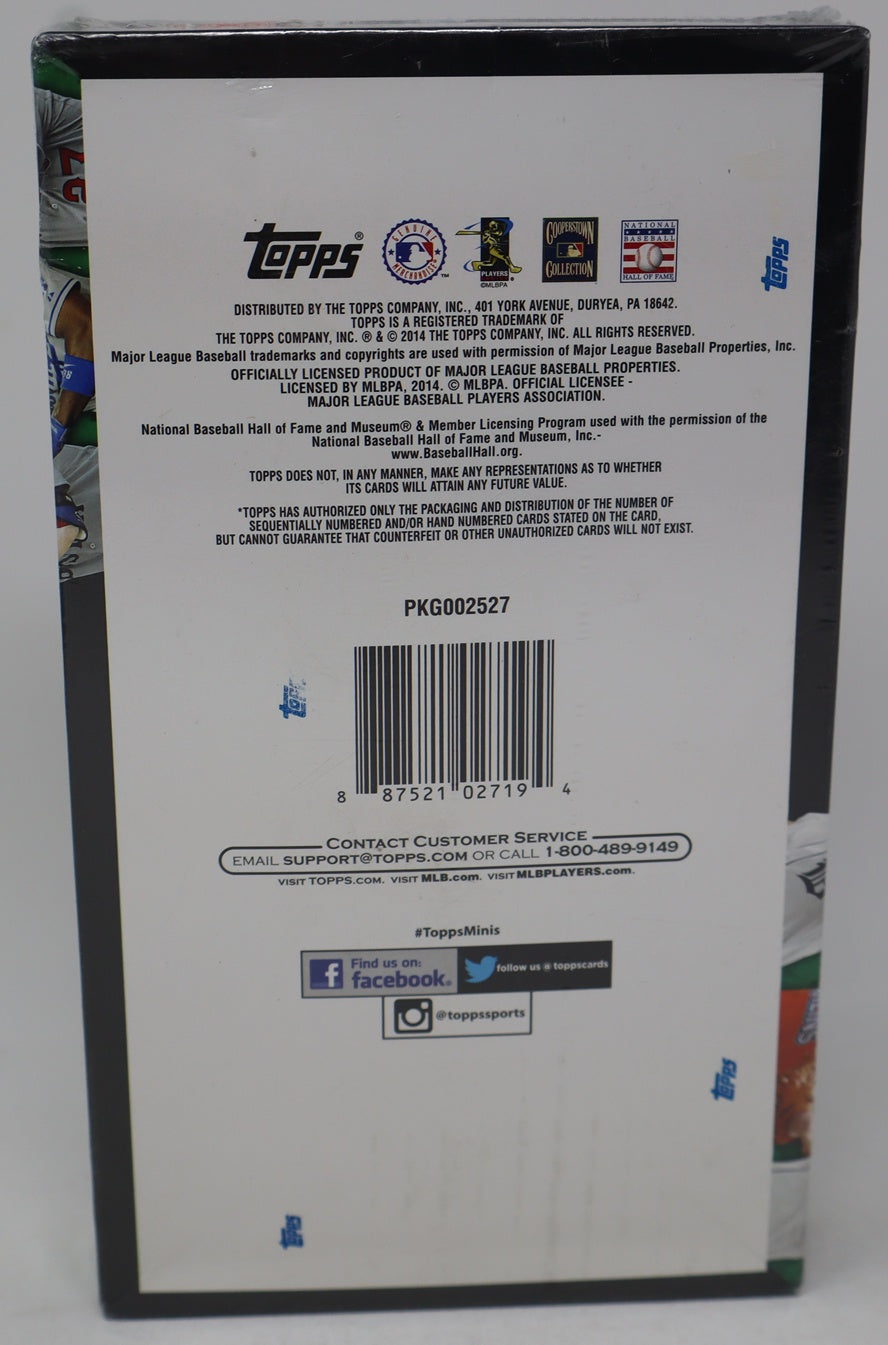 27
Topps®
GENUINE MERCHANDISE ™
PLAYERS
©MLBPA
COOPERSTOWN
COLLECTION
NATIONAL
BASEBALL
HALL OF FAME
Topps
DISTRIBUTED BY THE TOPPS COMPANY, INC., 401 YORK AVENUE, DURYEA, PA 18642.
TOPPS IS A REGISTERED TRADEMARK OF
THE TOPPS COMPANY, INC. ® & © 2014 THE TOPPS COMPANY, INC. ALL RIGHTS RESERVED.
Major League Baseball trademarks and copyrights are used with permission of Major League Baseball Properties, Inc.
OFFICIALLY LICENSED PRODUCT OF MAJOR LEAGUE BASEBALL PROPERTIES.
LICENSED BY MLBPA, 2014. © MLBPA. OFFICIAL LICENSEE -
MAJOR LEAGUE BASEBALL PLAYERS ASSOCIATION.
National Baseball Hall of Fame and Museum® & Member Licensing Program used with the permission of the
National Baseball Hall of Fame and Museum, Inc.-
www.BaseballHall.org.
TOPPS DOES NOT, IN ANY MANNER, MAKE ANY REPRESENTATIONS AS TO WHETHER
ITS CARDS WILL ATTAIN ANY FUTURE VALUE.
*TOPPS HAS AUTHORIZED ONLY THE PACKAGING AND DISTRIBUTION OF THE NUMBER OF
SEQUENTIALLY NUMBERED AND/OR HAND NUMBERED CARDS STATED ON THE CARD,
BUT CANNOT GUARANTEE THAT COUNTERFEIT OR OTHER UNAUTHORIZED CARDS WILL NOT EXIST.
PKG002527
Topps
8 87521 02719 4
CONTACT CUSTOMER SERVICE
EMAIL SUPPORT@TOPPS.COM OR CALL 1-800-489-9149
VISIT TOPPS.COM. VISIT MLB.com. VISIT MLBPLAYERS.com.
#ToppsMinis
Find us on:
facebook®
follow us @ toppscards
@toppssports
Topps
Topps